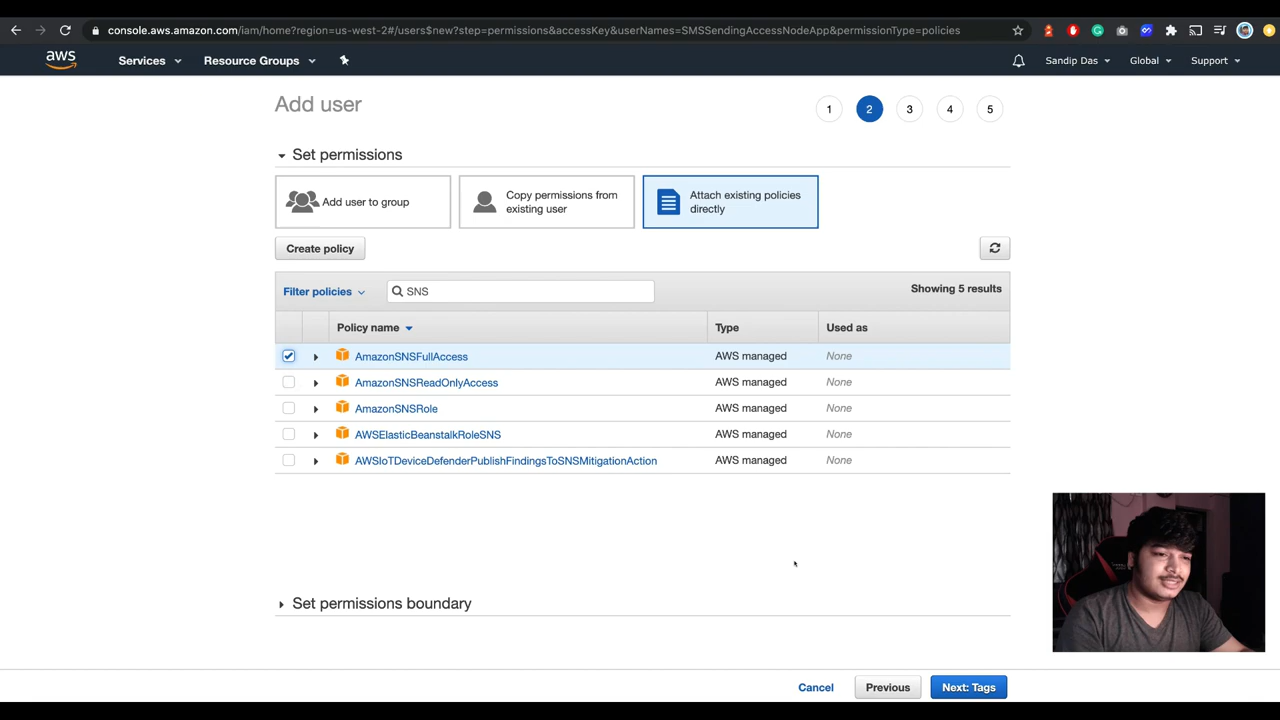 console.aws.amazon.com/iam/home?region=us-west-2#/users$new?step=permissions&accessKey&userNames=SMSSendingAccessNodeApp&permissionType=policies
aws
Services
Resource Groups
Sandip Das
Global
Support
Add user
1
2
3
4
5
Set permissions
Add user to group
Copy permissions from
existing user
Attach existing policies
directly
Create policy
Filter policies
SNS
Showing 5 results
Policy name
Type
Used as
AmazonSNSFullAccess
AWS managed
None
AmazonSNSReadOnlyAccess
AWS managed
None
AmazonSNSRole
AWS managed
None
AWSElasticBeanstalkRoleSNS
AWS managed
None
AWSIoTDeviceDefenderPublishFindingsToSNSMitigationAction
AWS managed
None
Set permissions boundary
Cancel
Previous
Next: Tags